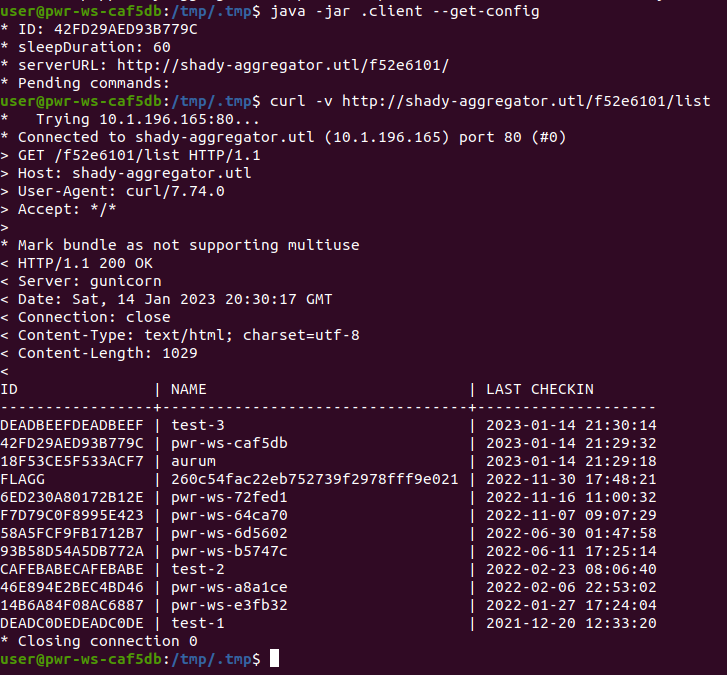 user@pwr-ws-caf5db:/tmp/.tmp$ java -jar .client --get-config
* ID: 42FD29AED93B779C
* sleepDuration: 60
* serverURL: http://shady-aggregator.utl/f52e6101/
* Pending commands:
user@pwr-ws-caf5db:/tmp/.tmp$ curl -v http://shady-aggregator.utl/f52e6101/list
*   Trying 10.1.196.165:80...
* Connected to shady-aggregator.utl (10.1.196.165) port 80 (#0)
> GET /f52e6101/list HTTP/1.1
> Host: shady-aggregator.utl
> User-Agent: curl/7.74.0
> Accept: */*
>
* Mark bundle as not supporting multiuse
< HTTP/1.1 200 OK
< Server: gunicorn
< Date: Sat, 14 Jan 2023 20:30:17 GMT
< Connection: close
< Content-Type: text/html; charset=utf-8
< Content-Length: 1029
<
ID               | NAME                             | LAST CHECKIN
-----------------+----------------------------------+--------------------
DEADBEEFDEADBEEF | test-3                           | 2023-01-14 21:30:14
42FD29AED93B779C | pwr-ws-caf5db                    | 2023-01-14 21:29:32
18F53CE5F533ACF7 | aurum                            | 2023-01-14 21:29:18
FLAGG            | 260c54fac22eb752739f2978fff9e021 | 2022-11-30 17:48:21
6ED230A80172B12E | pwr-ws-72fed1                    | 2022-11-16 11:00:32
F7D79C0F8995E423 | pwr-ws-64ca70                    | 2022-11-07 09:07:29
58A5FCF9FB1712B7 | pwr-ws-6d5602                    | 2022-06-30 01:47:58
93B58D54A5DB772A | pwr-ws-b5747c                    | 2022-06-11 17:25:14
CAFEBABECAFEBABE | test-2                           | 2022-02-23 08:06:40
46E894E2BEC4BD46 | pwr-ws-a8a1ce                    | 2022-02-06 22:53:02
14B6A84F08AC6887 | pwr-ws-e3fb32                    | 2022-01-27 17:24:04
DEADC0DEDEADC0DE | test-1                           | 2021-12-20 12:33:20
* Closing connection 0
user@pwr-ws-caf5db:/tmp/.tmp$